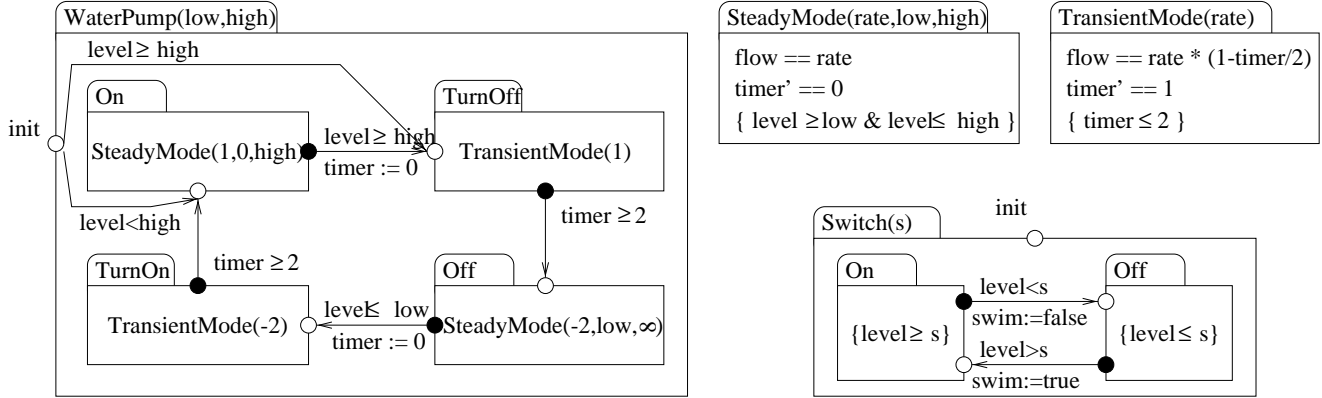 WaterPump(low,high)
level≥ high
init
On
SteadyMode(1,0,high)
level≥ high
timer := 0
TurnOff
TransientMode(1)
level<high
timer ≥2
timer ≥2
TurnOn
TransientMode(-2)
level≤ low
timer := 0
Off
SteadyMode(-2,low,∞)
SteadyMode(rate,low,high)
flow == rate
timer' == 0
{ level ≥low & level≤ high }
TransientMode(rate)
flow == rate * (1-timer/2)
timer' == 1
{ timer ≤ 2 }
init
Switch(s)
On
{level≥ s}
level<s
swim:=false
level>s
swim:=true
Off
{level≤ s}